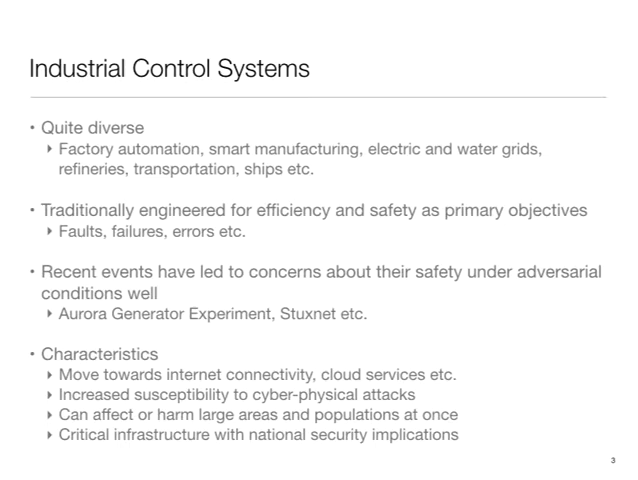 Industrial Control Systems
• Quite diverse
‣ Factory automation, smart manufacturing, electric and water grids,
refineries, transportation, ships etc.
• Traditionally engineered for efficiency and safety as primary objectives
‣ Faults, failures, errors etc.
• Recent events have led to concerns about their safety under adversarial
conditions well
‣ Aurora Generator Experiment, Stuxnet etc.
• Characteristics
‣ Move towards internet connectivity, cloud services etc.
‣ Increased susceptibility to cyber-physical attacks
‣ Can affect or harm large areas and populations at once
‣ Critical infrastructure with national security implications
3